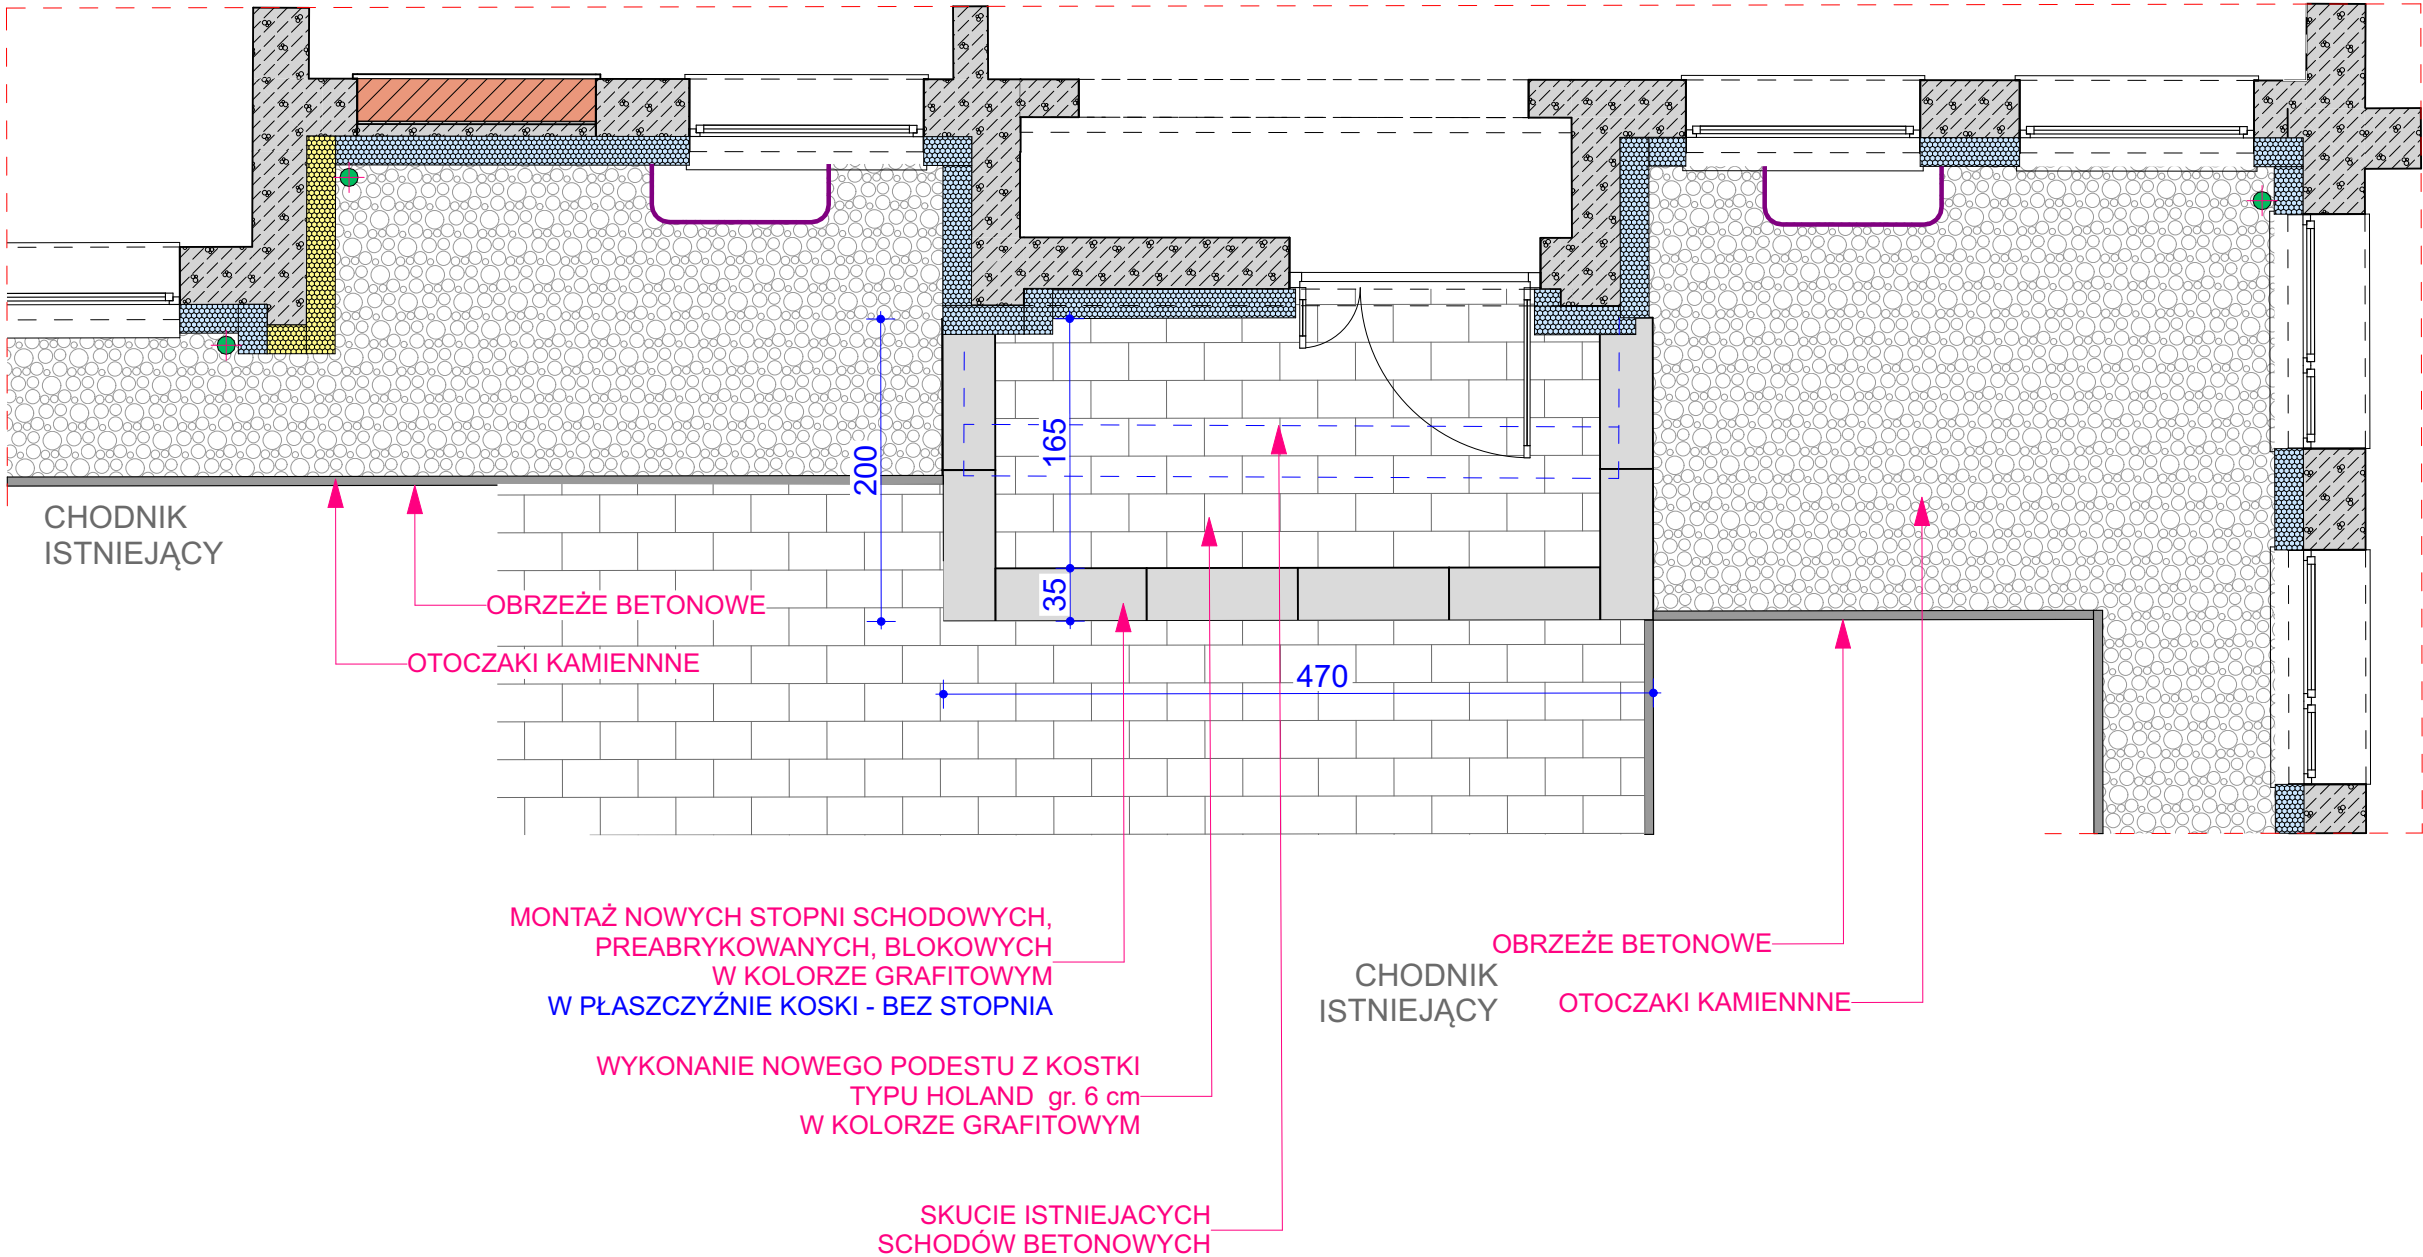 200
165
35
470
CHODNIK
ISTNIEJĄCY
OBRZEŻE BETONOWE
OTOCZAKI KAMIENNNE
MONTAŻ NOWYCH STOPNI SCHODOWYCH,
PREABRYKOWANYCH, BLOKOWYCH
W KOLORZE GRAFITOWYM
W PŁASZCZYŹNIE KOSKI - BEZ STOPNIA
WYKONANIE NOWEGO PODESTU Z KOSTKI
TYPU HOLAND gr. 6 cm
W KOLORZE GRAFITOWYM
SKUCIE ISTNIEJACYCH
SCHODÓW BETONOWYCH
CHODNIK
ISTNIEJĄCY
OBRZEŻE BETONOWE
OTOCZAKI KAMIENNNE